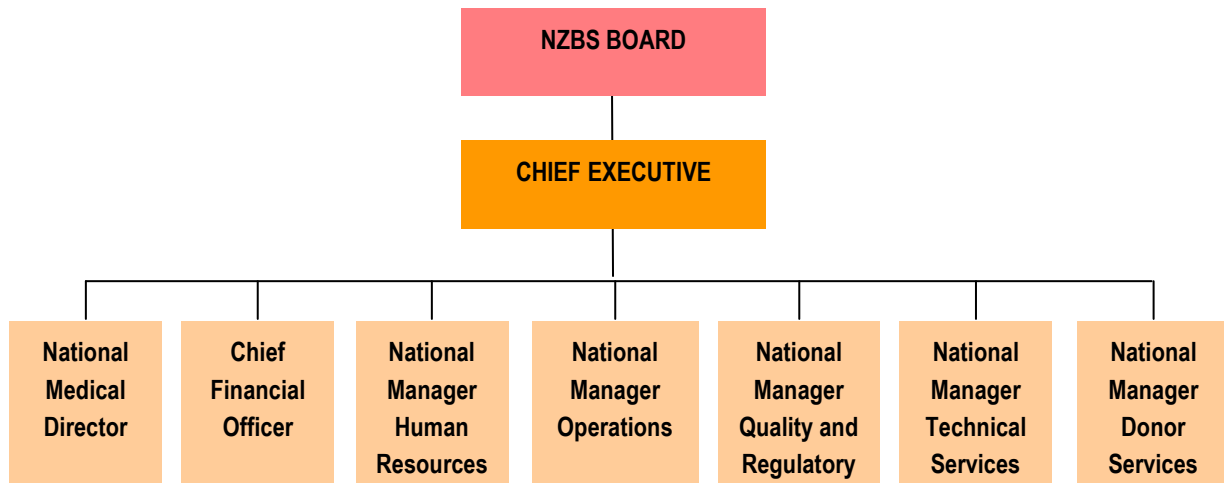 NZBS BOARD
CHIEF EXECUTIVE
National
Medical
Director
Chief
Financial
Officer
National
Manager
Human
Resources
National
Manager
Operations
National
Manager
Quality and
Regulatory
National
Manager
Technical
Services
National
Manager
Donor
Services